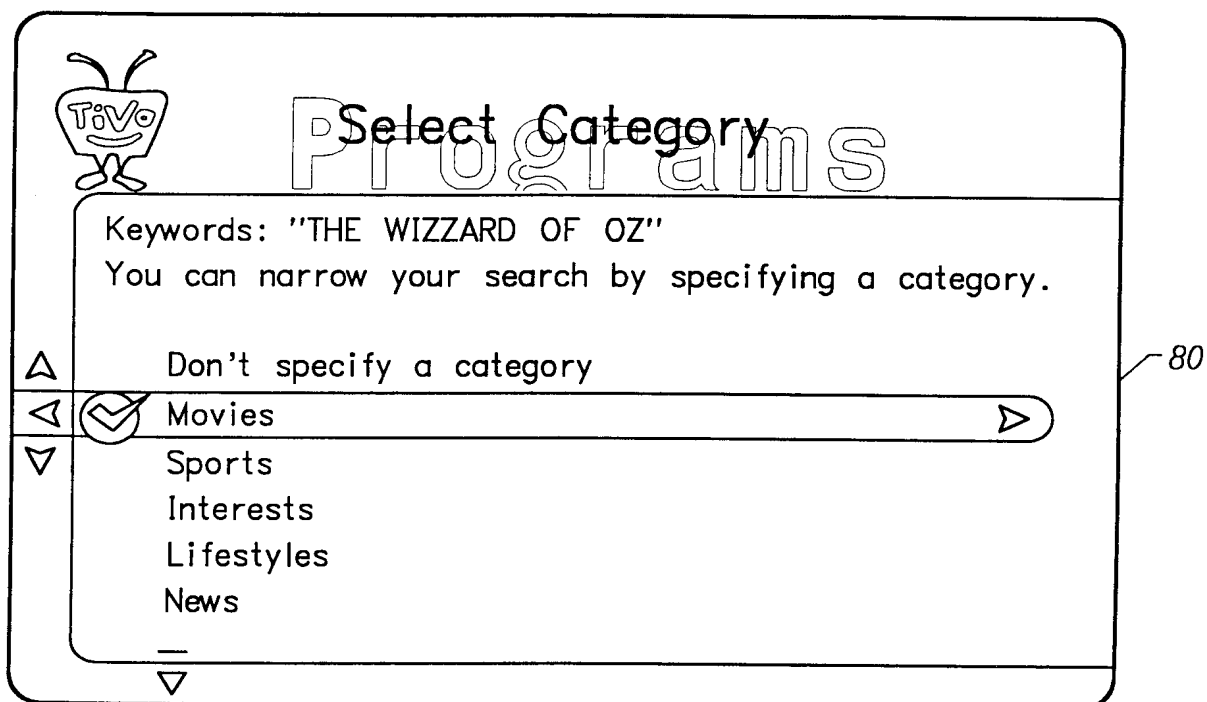 TiVo
Programs
Select Category
Keywords: "THE WIZZARD OF OZ"
You can narrow your search by specifying a category.
Don't specify a category
Movies
Sports
Interests
Lifestyles
News
80